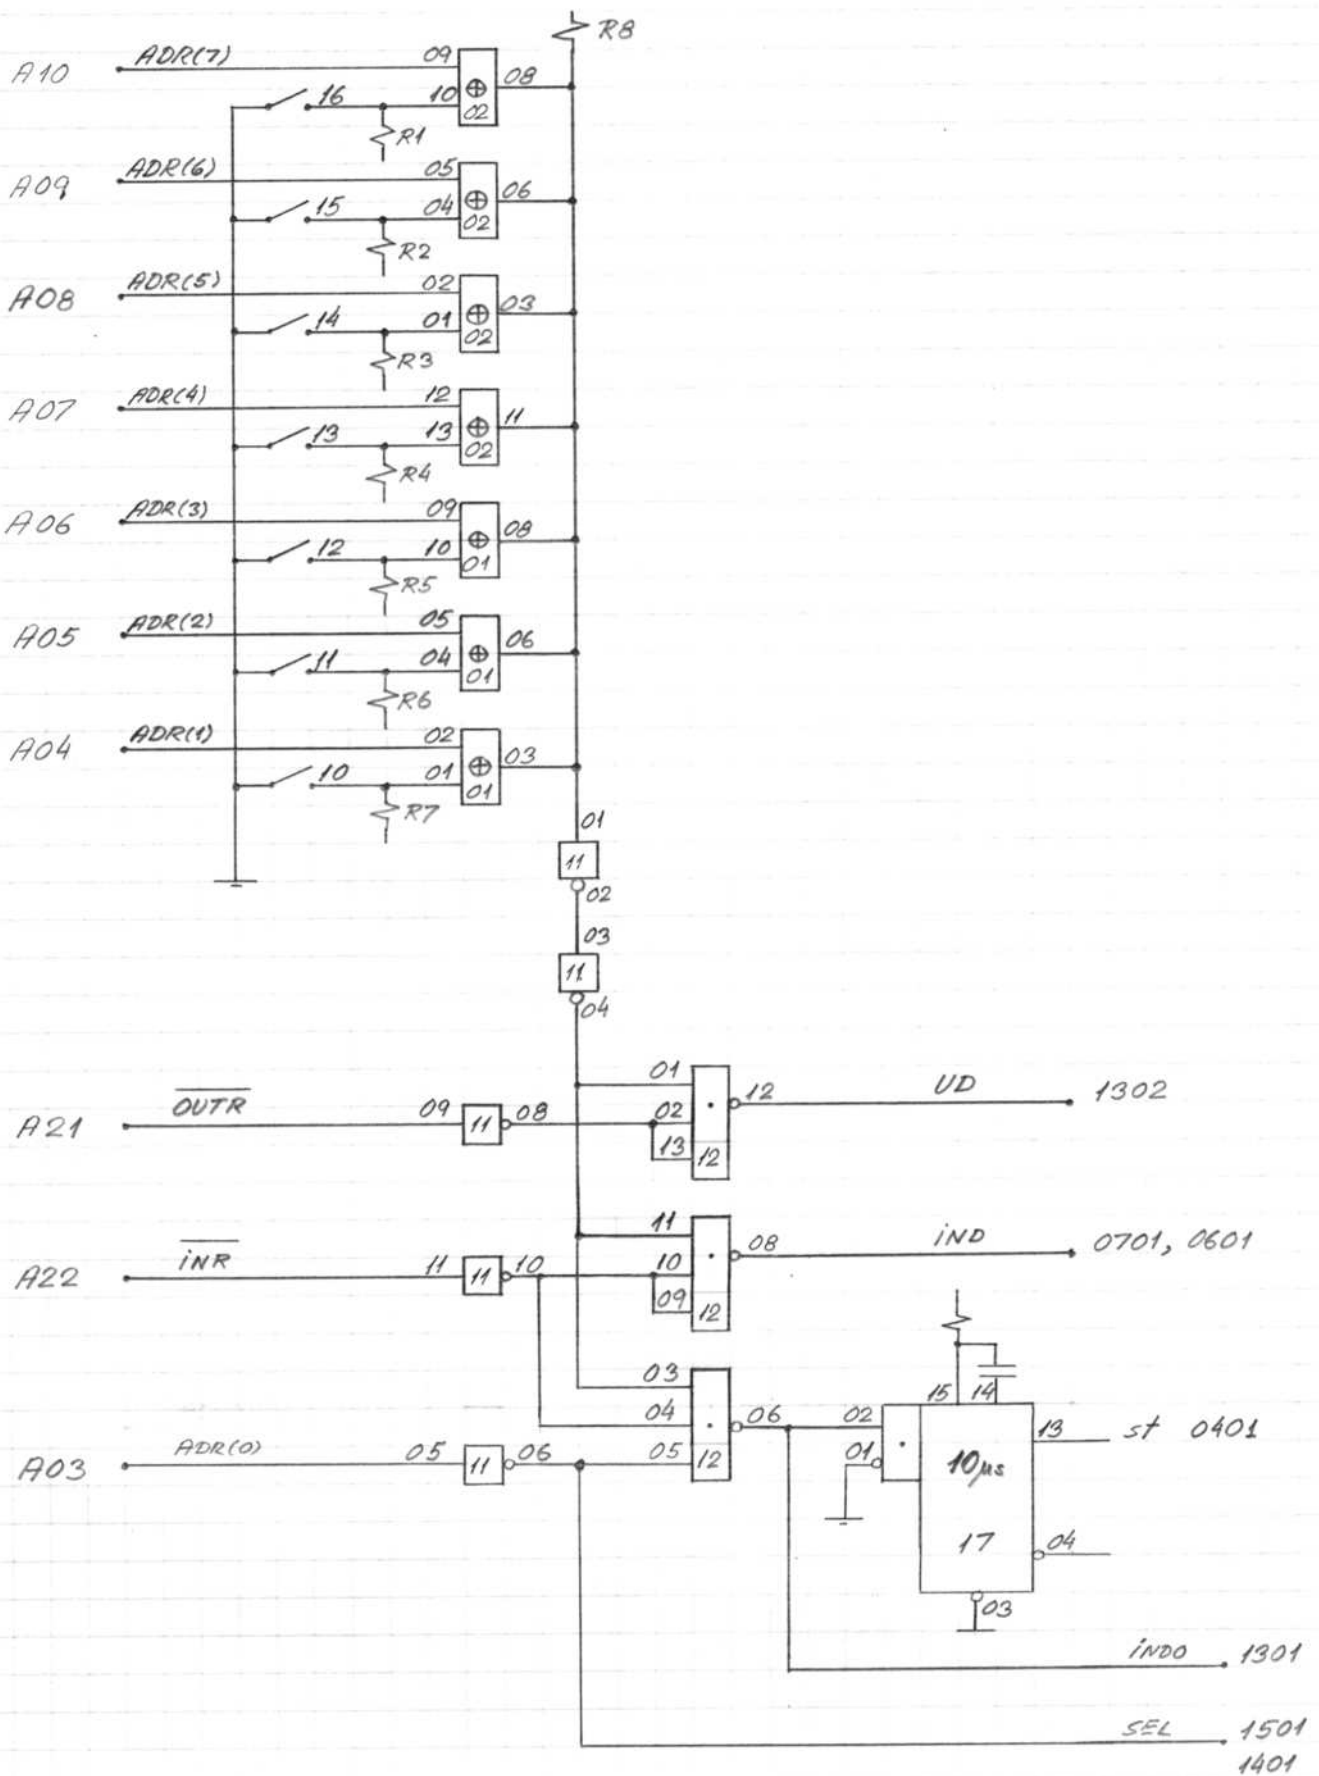 R8
A10 ADR(7) 09 08
16 10 ⊕ 02
R1
A09 ADR(6) 05 06
15 04 ⊕ 02
R2
A08 ADR(5) 02 03
14 01 ⊕ 02
R3
A07 ADR(4) 12 11
13 13 ⊕ 02
R4
A06 ADR(3) 09 08
12 10 ⊕ 01
R5
A05 ADR(2) 05 06
11 04 ⊕ 01
R6
A04 ADR(1) 02 03
10 01 ⊕ 01
R7
01
11
02
03
11
04
01
A21 OUTR 09 11 08 02 12 UD 1302
13 12
11
A22 INR 11 11 10 10 08 IND 0701, 0601
09 12
03 15 14
04 06 02 13 st 0401
A03 ADR(0) 05 11 06 05 12 01 10µs
17 04
03
INDO 1301
SEL 1501
1401